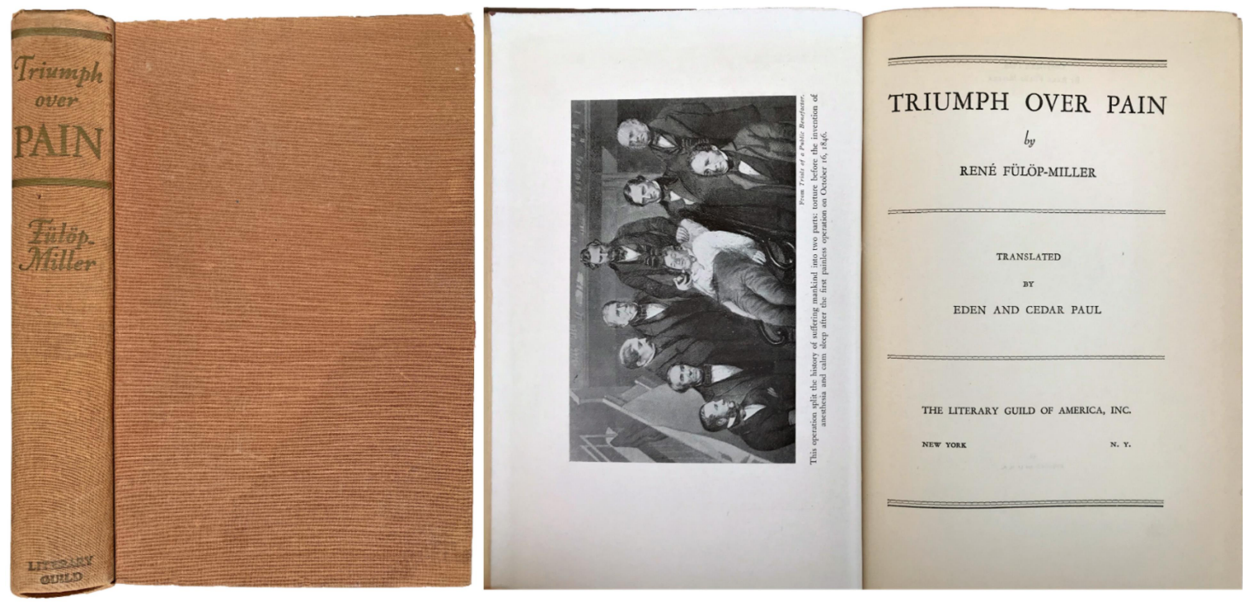 Triumph
over
PAIN
Fülöp-
Miller
LITERARY
GUILD
From Trials of a Public Benefactor.
This operation split the history of suffering mankind into two parts: torture before the invention of
anesthesia and calm sleep after the first painless operation on October 16, 1846.
TRIUMPH OVER PAIN
by
RENÉ FÜLÖP-MILLER
TRANSLATED
BY
EDEN AND CEDAR PAUL
THE LITERARY GUILD OF AMERICA, INC.
NEW YORK N. Y.